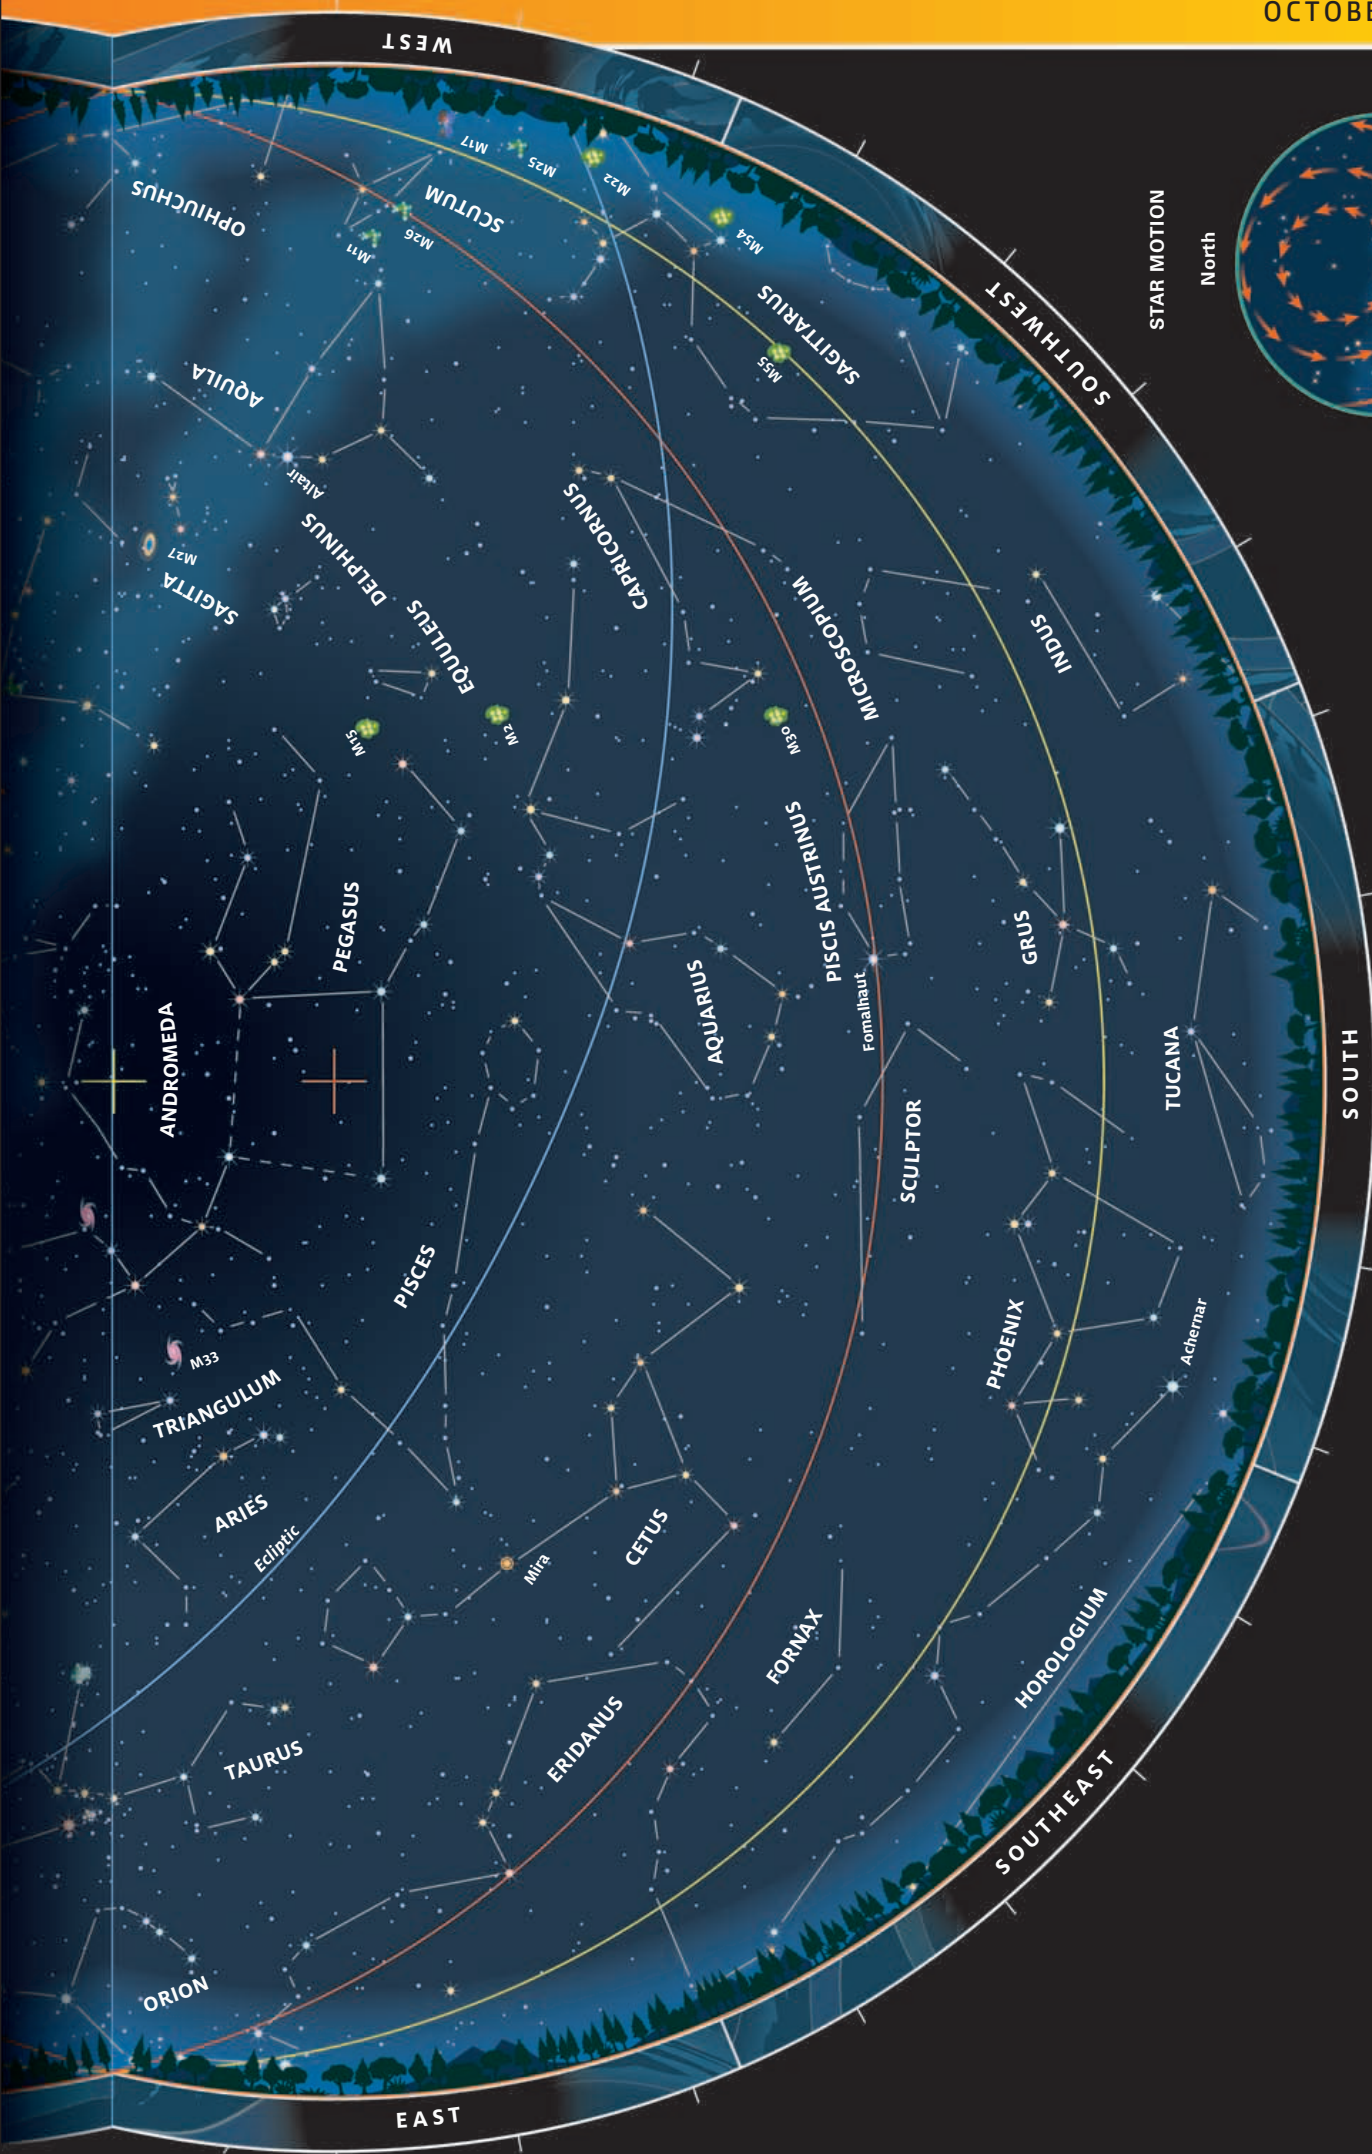 OCTOBE
WEST
M17
M25
M22
OPHIUCHUS
SCUTUM
M26
M11
M54
STAR MOTION
North
SOUTHWEST
SAGITTARIUS
M55
AQUILA
Altair
CAPRICORNUS
DELPHINUS
M27
SAGITTA
EQUULEUS
MICROSCOPIUM
INDUS
M15
M2
M30
PEGASUS
PISCIS AUSTRINUS
GRUS
ANDROMEDA
AQUARIUS
Fomalhaut
TUCANA
SOUTH
SCULPTOR
PISCES
PHOENIX
Achernar
M33
TRIANGULUM
ARIES
Ecliptic
Mira
CETUS
FORNAX
HOROLOGIUM
TAURUS
ERIDANUS
SOUTHEAST
ORION
EAST